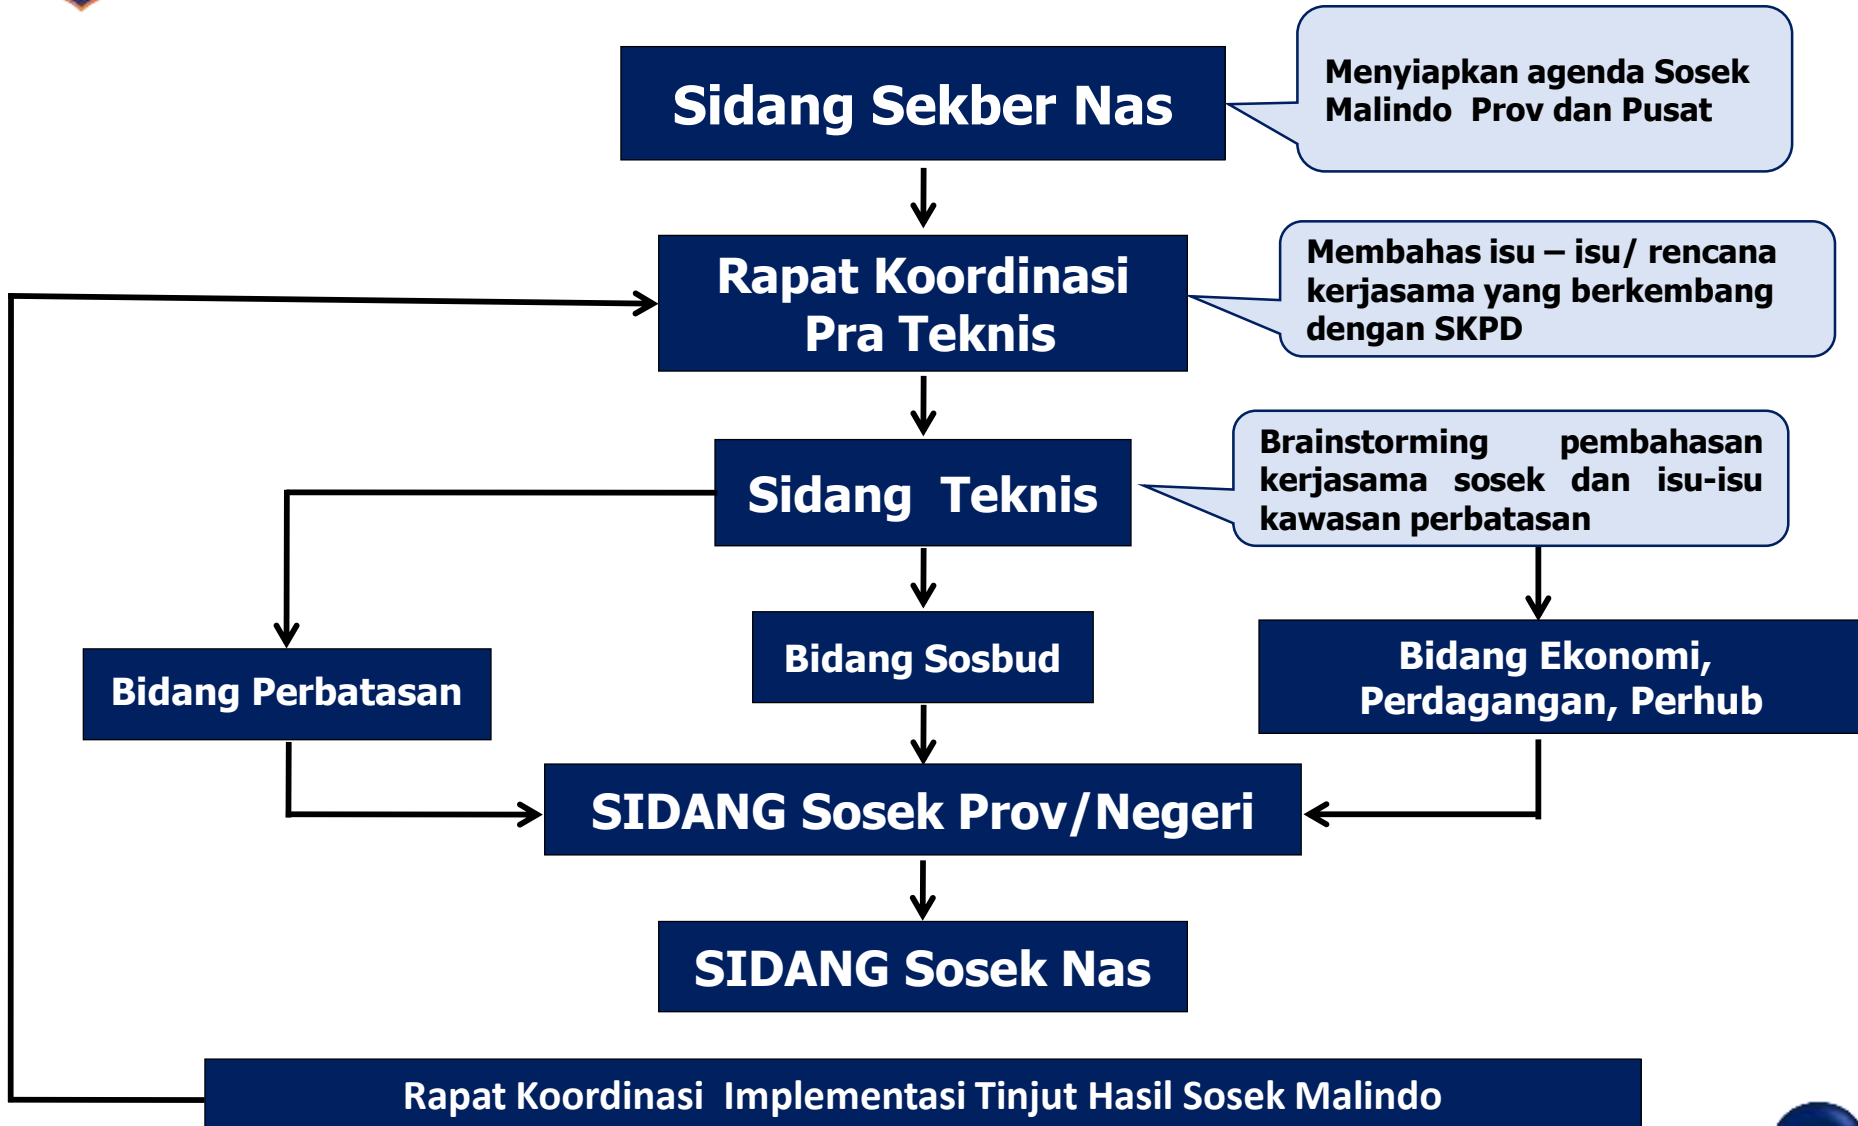 Sidang Sekber Nas
Menyiapkan agenda Sosek
Malindo Prov dan Pusat
Rapat Koordinasi
Pra Teknis
Membahas isu – isu/ rencana
kerjasama yang berkembang
dengan SKPD
Sidang Teknis
Brainstorming pembahasan
kerjasama sosek dan isu-isu
kawasan perbatasan
Bidang Perbatasan
Bidang Sosbud
Bidang Ekonomi,
Perdagangan, Perhub
SIDANG Sosek Prov/Negeri
SIDANG Sosek Nas
Rapat Koordinasi Implementasi Tinjut Hasil Sosek Malindo